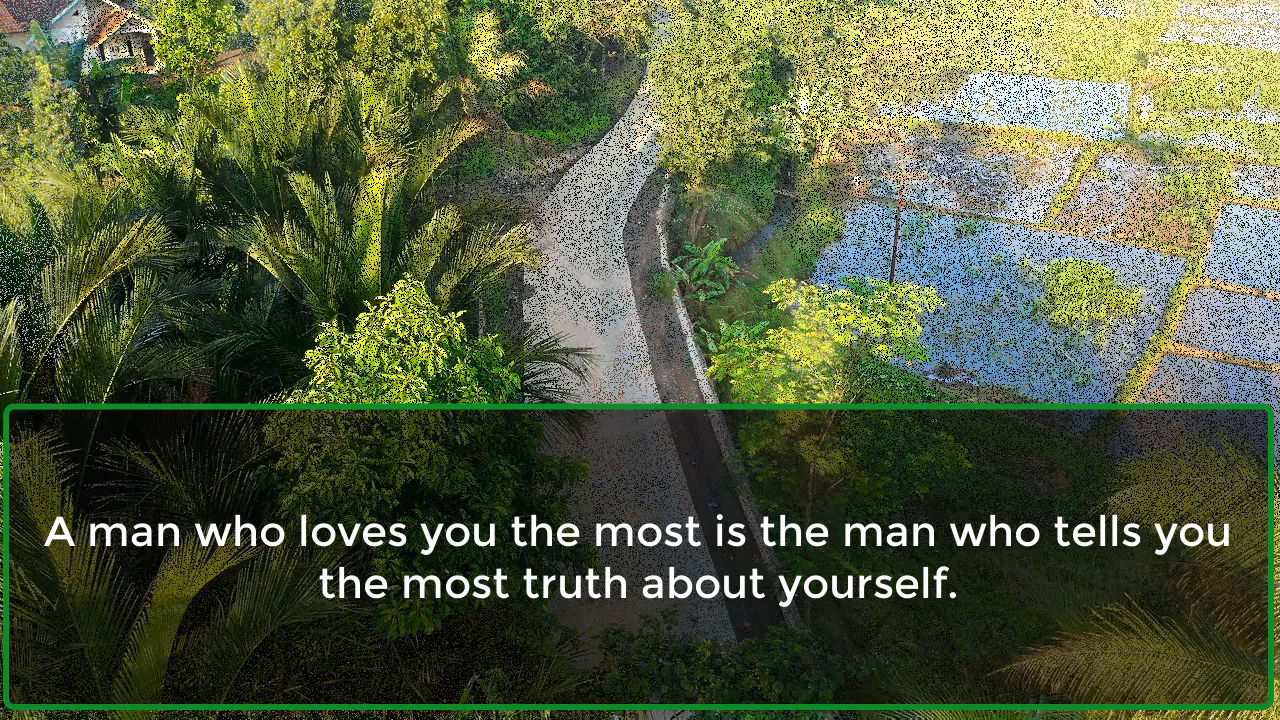 A man who loves you the most is the man who tells you
the most truth about yourself.